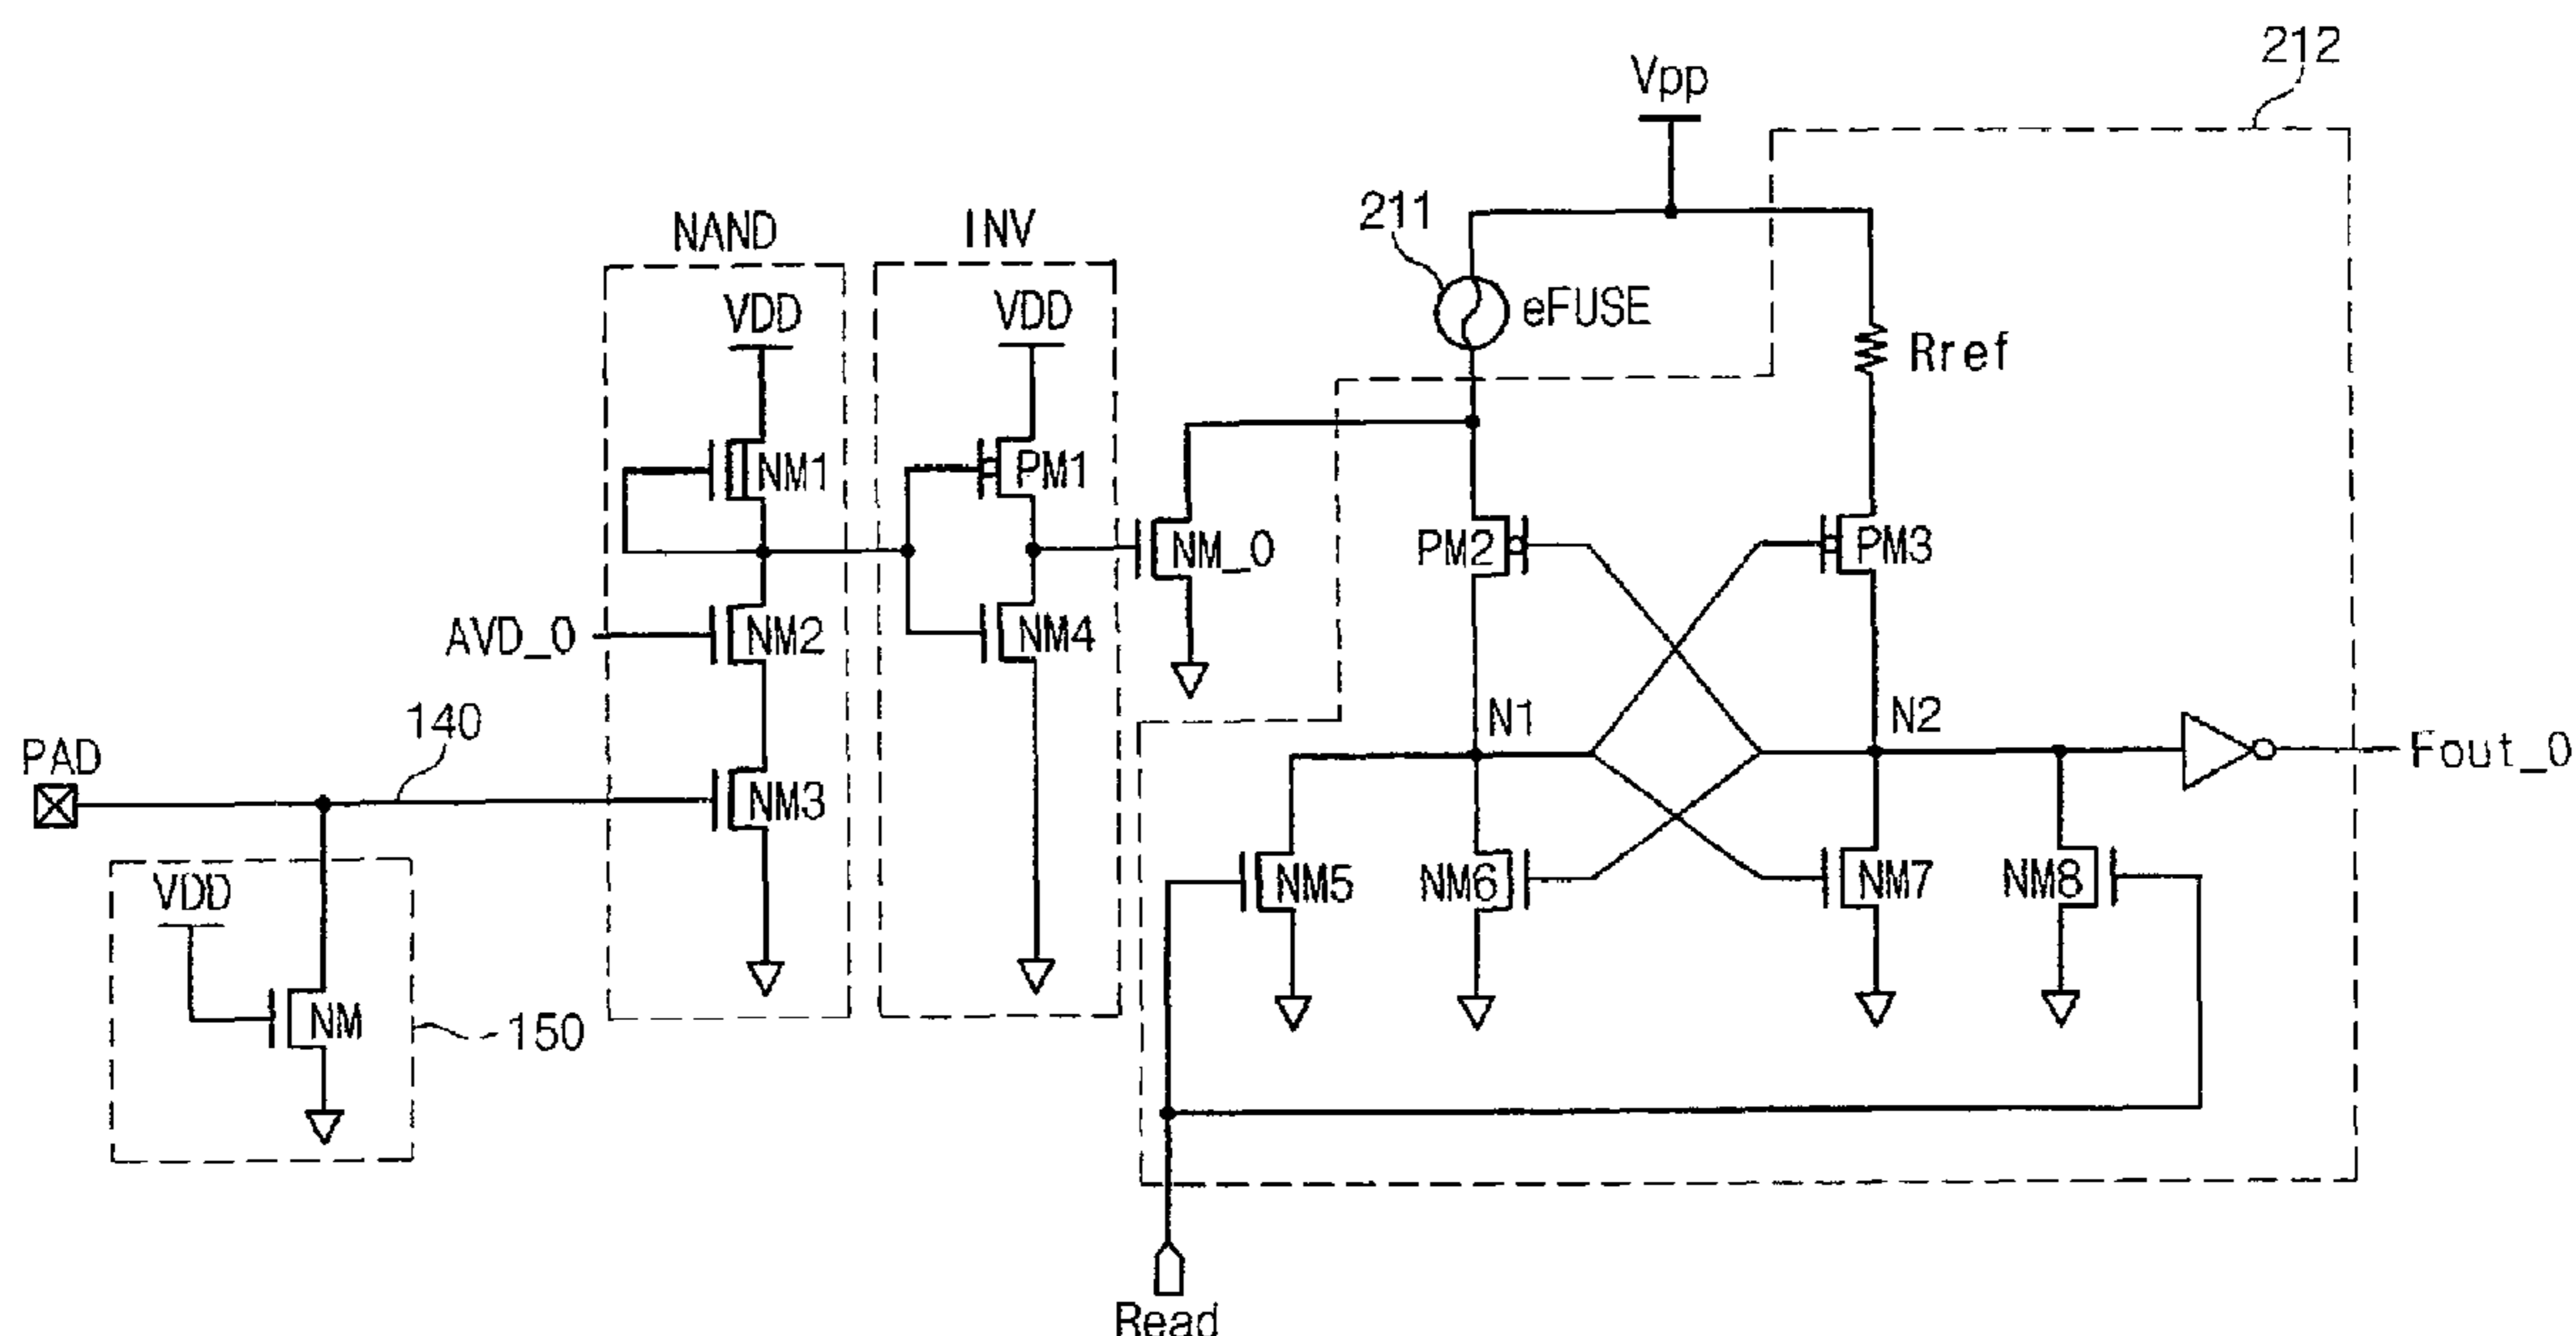 212
Vpp
211
NAND
INV
VDD
VDD
eFUSE
Rref
NM1
PM1
NM_0
PM2
PM3
AVD_0
NM2
NM4
140
N1
N2
PAD
NM3
Fout_0
VDD
NM5
NM6
NM7
NM8
NM
150
Read